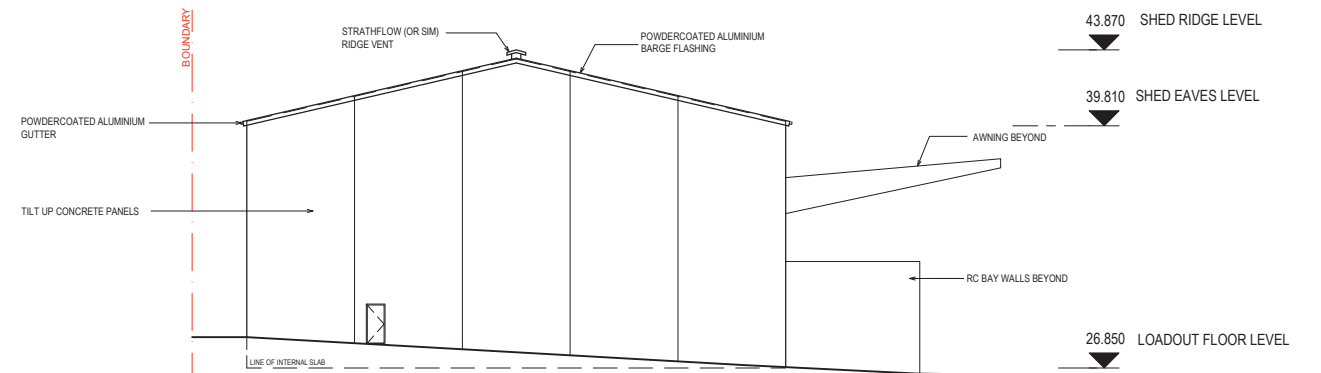 BOUNDARY
STRATHFLOW (OR SIM)
RIDGE VENT
POWDERCOATED ALUMINIUM
BARGE FLASHING
43.870 SHED RIDGE LEVEL
39.810 SHED EAVES LEVEL
POWDERCOATED ALUMINIUM
GUTTER
AWNING BEYOND
TILT UP CONCRETE PANELS
RC BAY WALLS BEYOND
LINE OF INTERNAL SLAB
26.850 LOADOUT FLOOR LEVEL